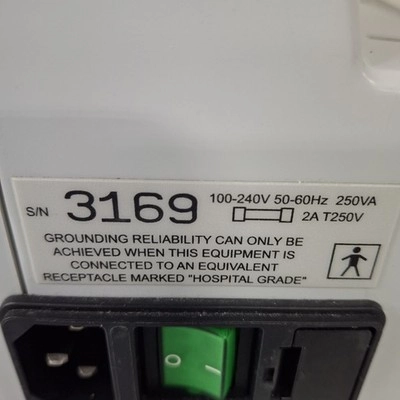 S/N 3169 100-240V 50-60Hz 250VA
2A T250V
GROUNDING RELIABILITY CAN ONLY BE
ACHIEVED WHEN THIS EQUIPMENT IS
CONNECTED TO AN EQUIVALENT
RECEPTACLE MARKED "HOSPITAL GRADE"
O –